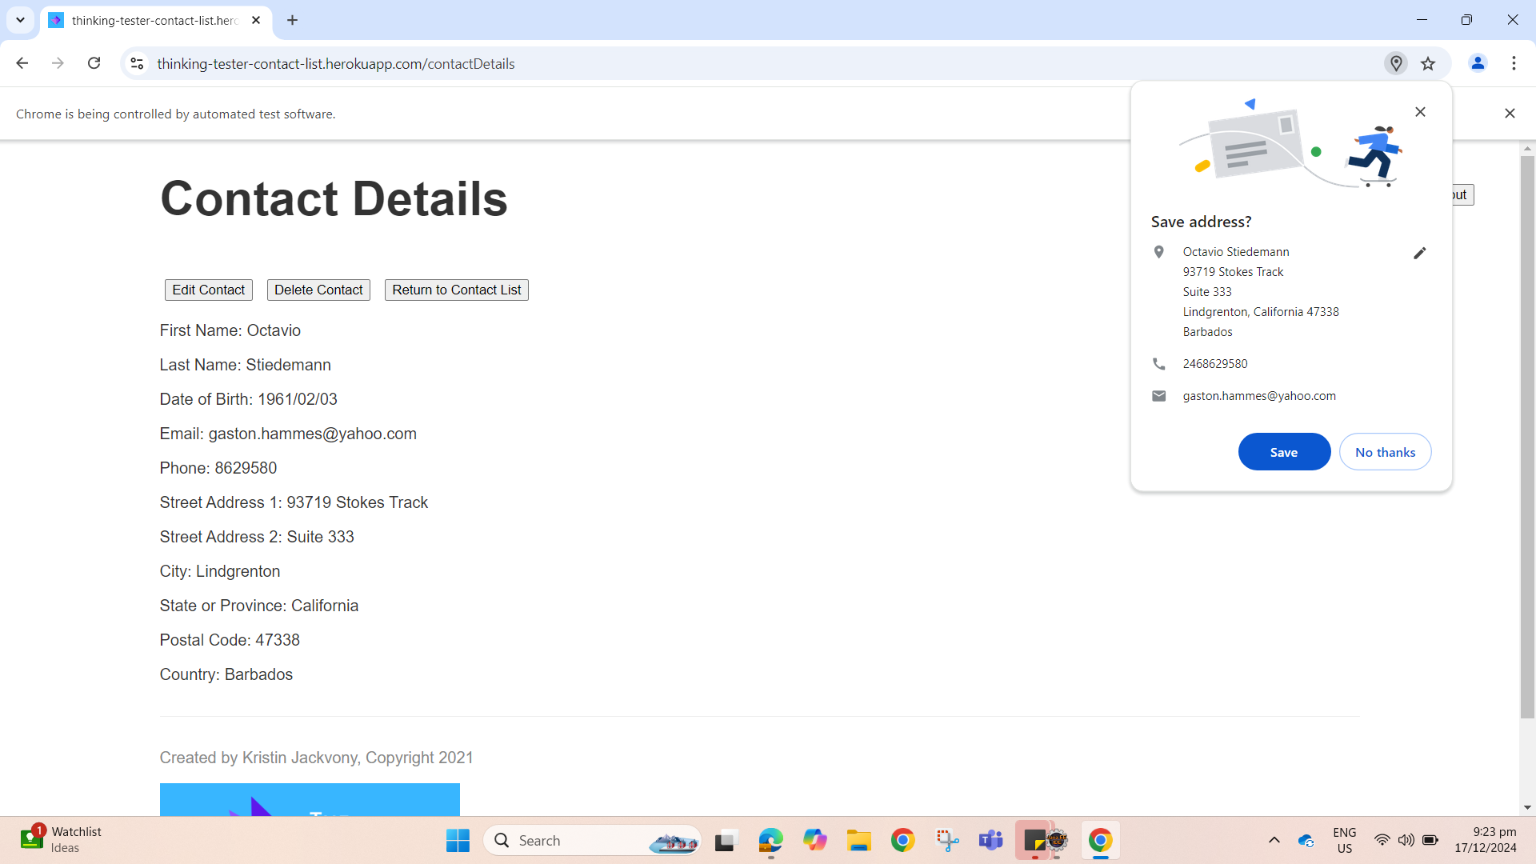 thinking-tester-contact-list.hero
thinking-tester-contact-list.herokuapp.com/contactDetails
Chrome is being controlled by automated test software.
Contact Details
Edit Contact
Delete Contact
Return to Contact List
First Name: Octavio
Last Name: Stiedemann
Date of Birth: 1961/02/03
Email: gaston.hammes@yahoo.com
Phone: 8629580
Street Address 1: 93719 Stokes Track
Street Address 2: Suite 333
City: Lindgrenton
State or Province: California
Postal Code: 47338
Country: Barbados
Created by Kristin Jackvony, Copyright 2021
Save address?
Octavio Stiedemann
93719 Stokes Track
Suite 333
Lindgrenton, California 47338
Barbados
2468629580
gaston.hammes@yahoo.com
Save
No thanks
1
Watchlist
Ideas
Search
ENG
US
9:23 pm
17/12/2024